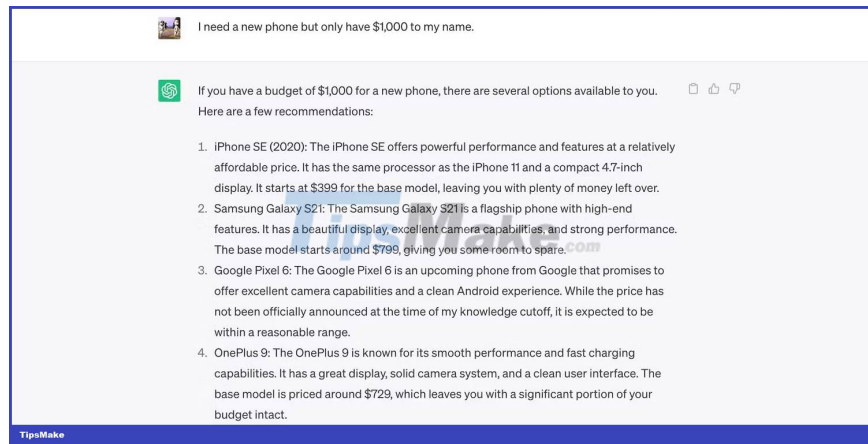 I need a new phone but only have $1,000 to my name.
If you have a budget of $1,000 for a new phone, there are several options available to you.
Here are a few recommendations:
1. iPhone SE (2020): The iPhone SE offers powerful performance and features at a relatively
affordable price. It has the same processor as the iPhone 11 and a compact 4.7-inch
display. It starts at $399 for the base model, leaving you with plenty of money left over.
2. Samsung Galaxy S21: The Samsung Galaxy S21 is a flagship phone with high-end
features. It has a beautiful display, excellent camera capabilities, and strong performance.
The base model starts around $799, giving you some room to spare.
TipsMake.com
3. Google Pixel 6: The Google Pixel 6 is an upcoming phone from Google that promises to
offer excellent camera capabilities and a clean Android experience. While the price has
not been officially announced at the time of my knowledge cutoff, it is expected to be
within a reasonable range.
4. OnePlus 9: The OnePlus 9 is known for its smooth performance and fast charging
capabilities. It has a great display, solid camera system, and a clean user interface. The
base model is priced around $729, which leaves you with a significant portion of your
budget intact.
TipsMake